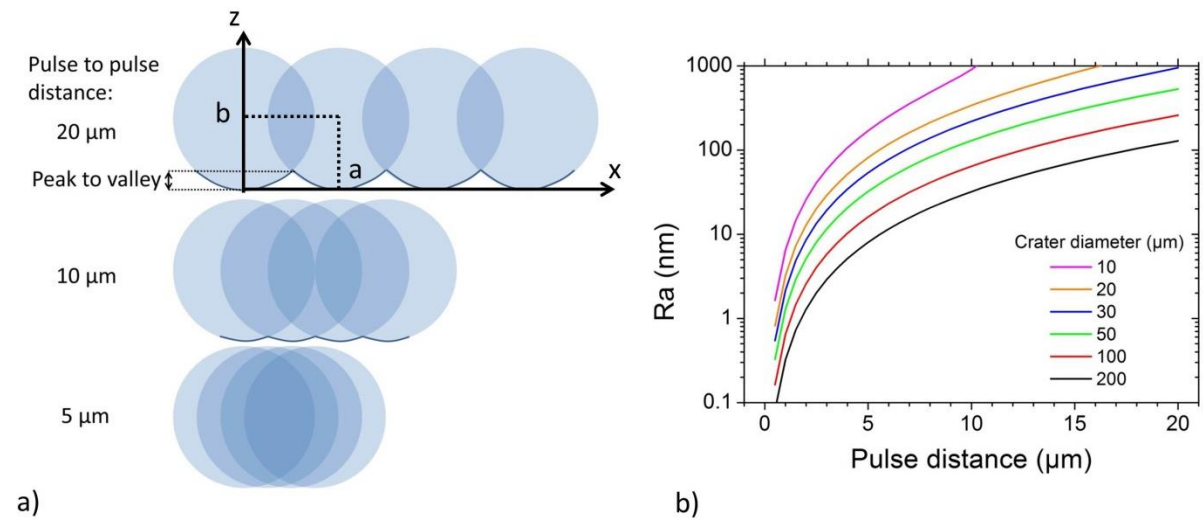 a)
z
Pulse to pulse
distance:
20 µm
b
a
Peak to valley
x
10 µm
5 µm
1000
100
10
1
0.1
Ra (nm)
Crater diameter (µm)
10
20
30
50
100
200
0 5 10 15 20
Pulse distance (µm)
a)
b)